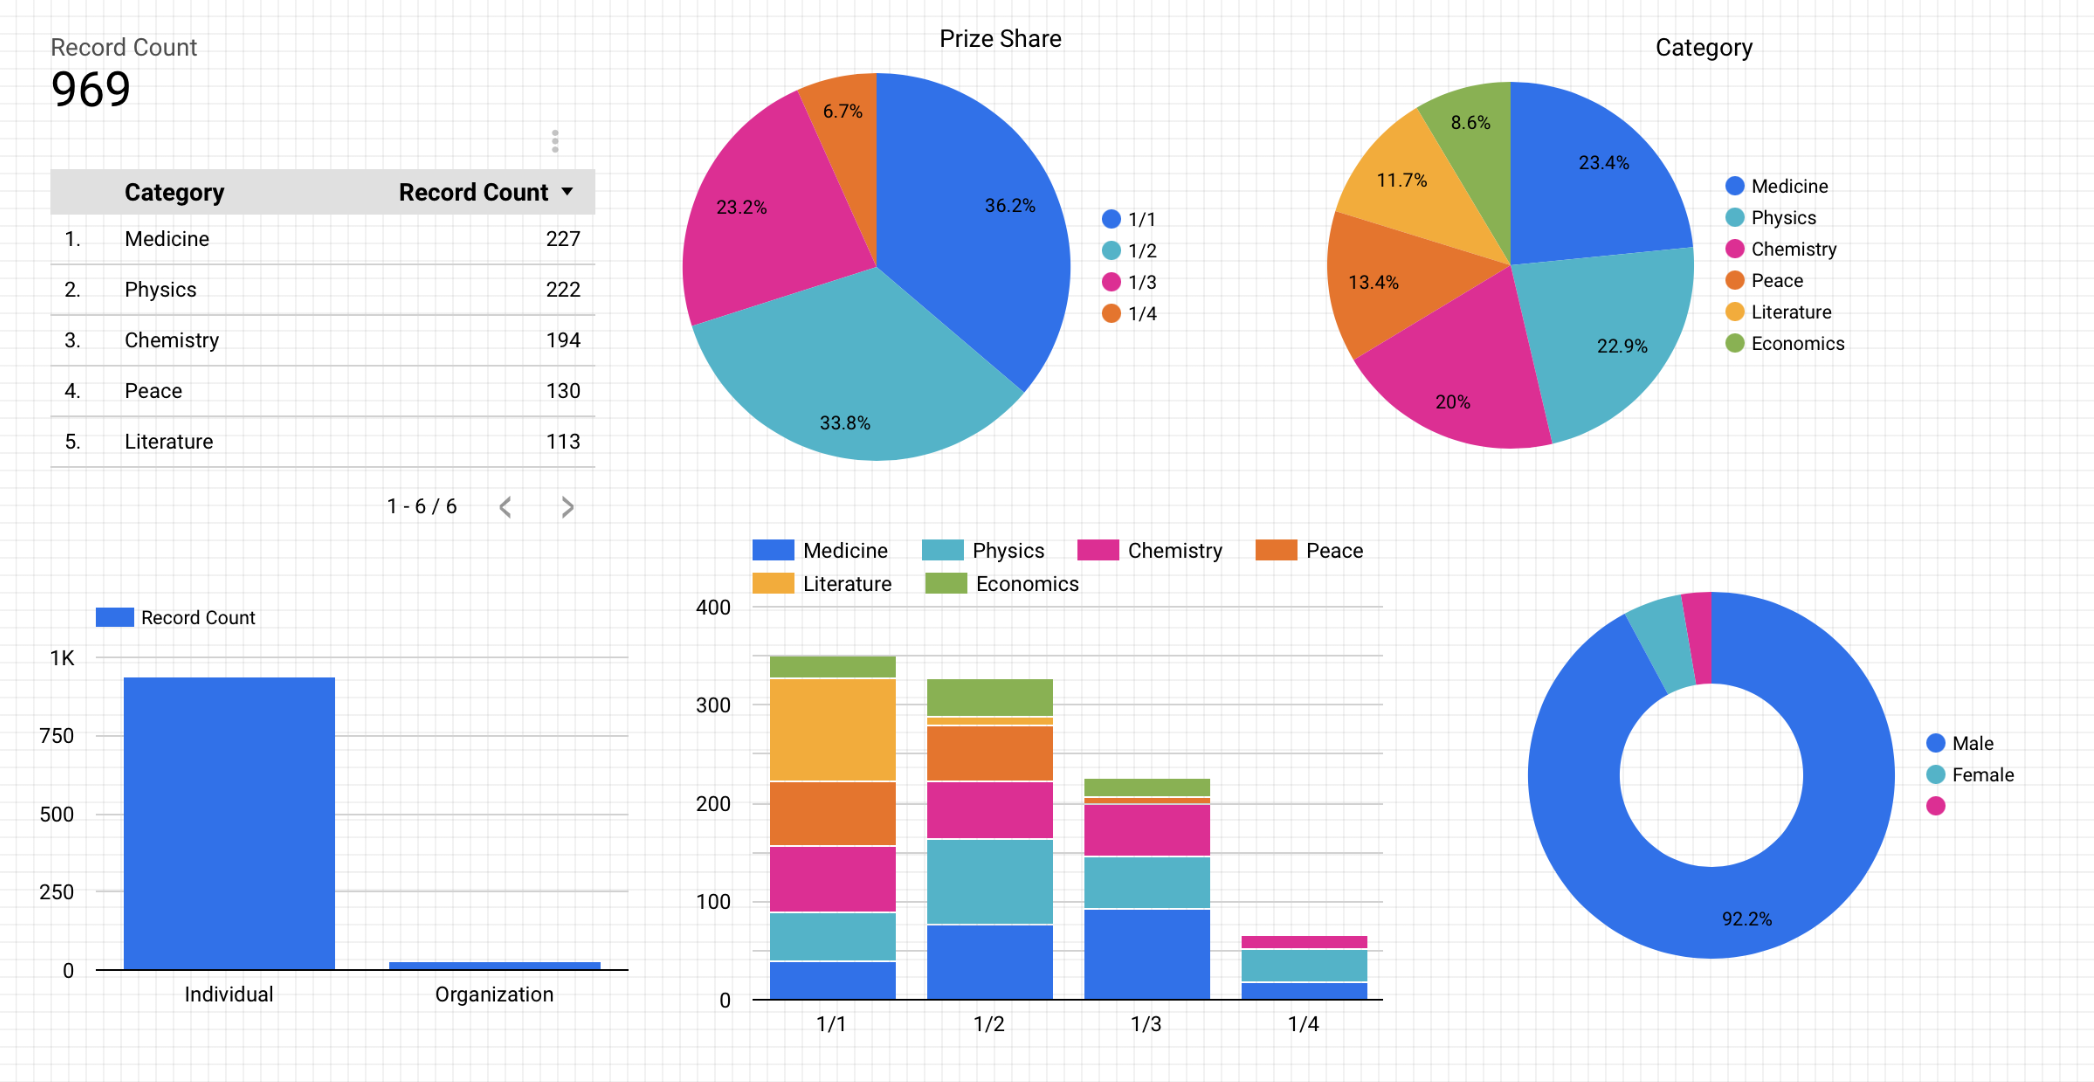 Record Count
969
Category Record Count
1. Medicine 227
2. Physics 222
3. Chemistry 194
4. Peace 130
5. Literature 113
1 - 6 / 6
Prize Share
6.7%
36.2%
23.2%
33.8%
1/1
1/2
1/3
1/4
Category
8.6%
23.4%
11.7%
13.4%
22.9%
20%
Medicine
Physics
Chemistry
Peace
Literature
Economics
Record Count
1K
750
500
250
0
Individual Organization
Medicine Physics Chemistry Peace
Literature Economics
400
300
200
100
0
1/1 1/2 1/3 1/4
Male
Female
92.2%